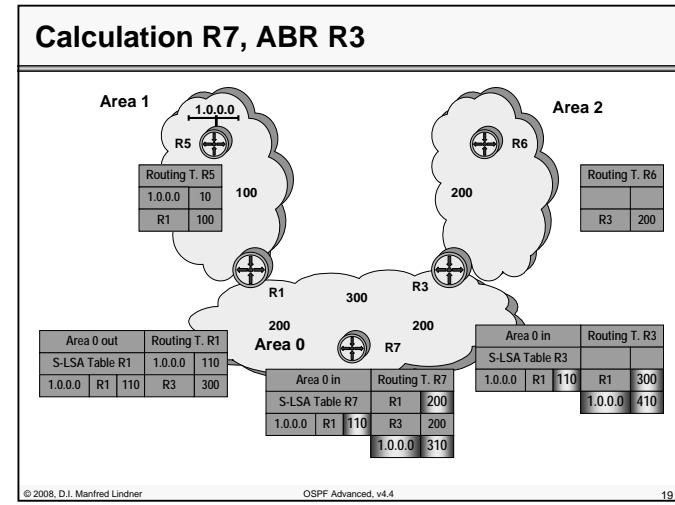 Calculation R7, ABR R3
Area 1
1.0.0.0
Area 2
R5
R6
Routing T. R5
1.0.0.0 10
R1 100
100
200
Routing T. R6
R3 200
R1
300
R3
200
200
Area 0
R7
Area 0 out Routing T. R1
S-LSA Table R1 1.0.0.0 110
1.0.0.0 R1 110 R3 300
Area 0 in Routing T. R7
S-LSA Table R7 R1 200
1.0.0.0 R1 110 R3 200
1.0.0.0 310
Area 0 in Routing T. R3
S-LSA Table R3
1.0.0.0 R1 110 R1 300
1.0.0.0 410
© 2008, D.I. Manfred Lindner
OSPF Advanced, v4.4
19